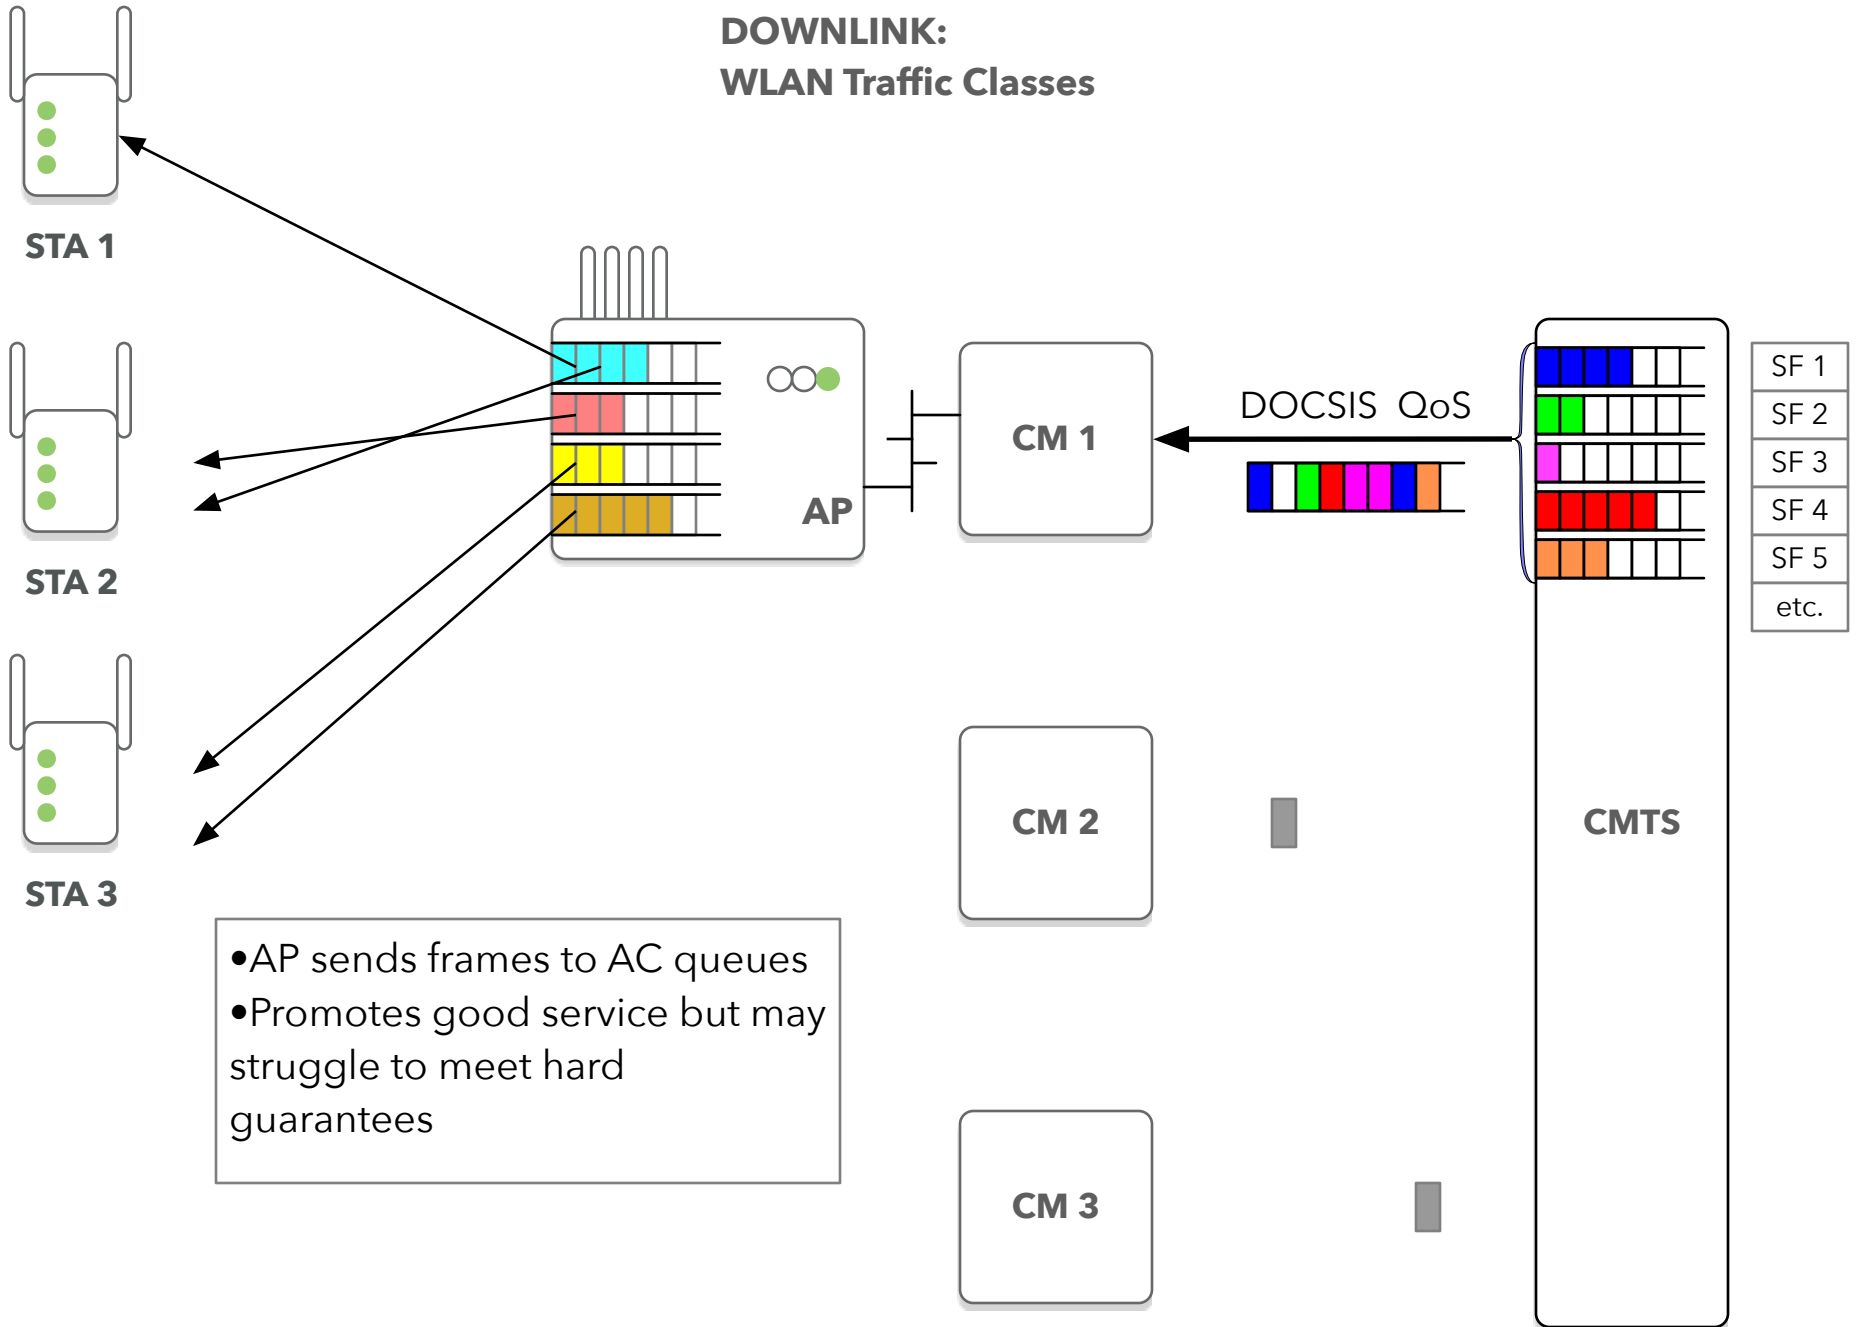 DOWNLINK:
WLAN Traffic Classes
STA 1
STA 2
STA 3
AP
CM 1
DOCSIS QoS
SF 1
SF 2
SF 3
SF 4
SF 5
etc.
CM 2
CMTS
•AP sends frames to AC queues
•Promotes good service but may
struggle to meet hard
guarantees
CM 3